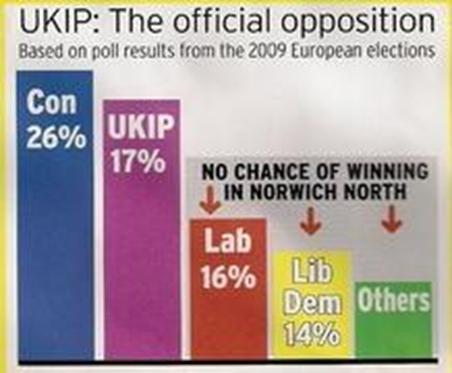 UKIP: The official opposition
Based on poll results from the 2009 European elections
Con
26%
UKIP
17%
NO CHANCE OF WINNING
IN NORWICH NORTH
Lab
16%
Lib
Dem
14%
Others